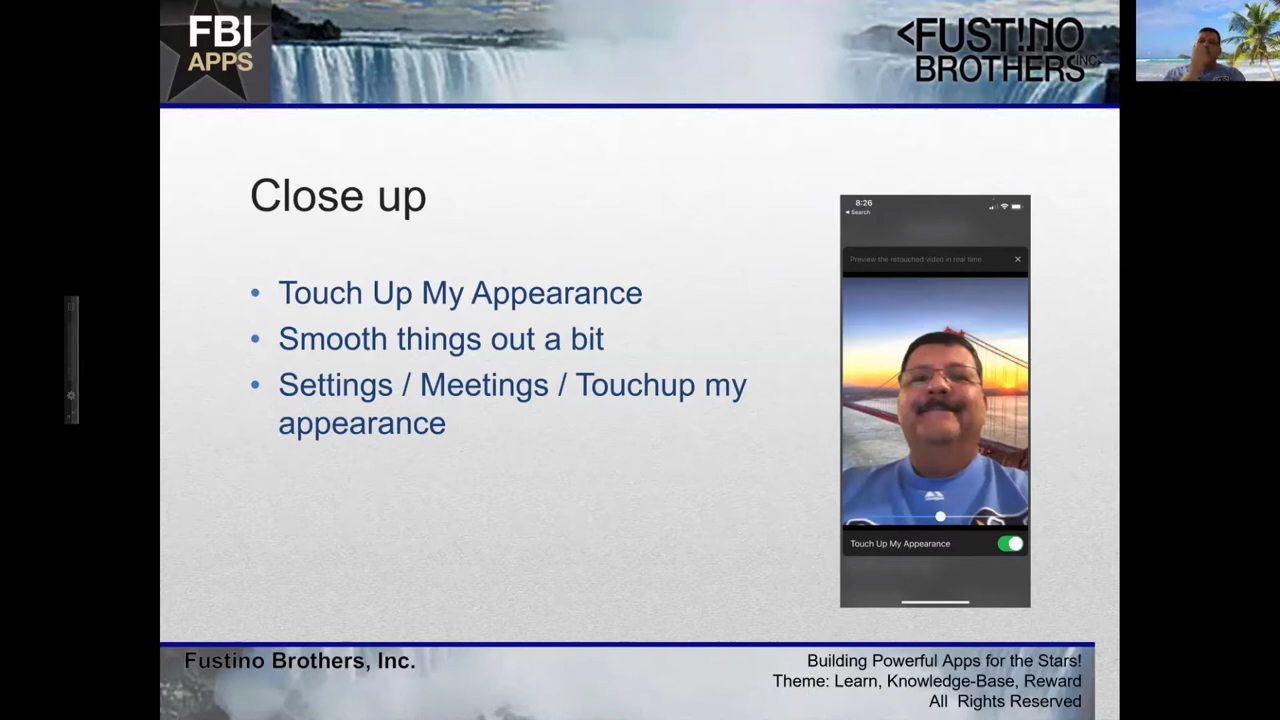 FBI
APPS
<FUST!NO
BROTHERS INC>
Close up
• Touch Up My Appearance
• Smooth things out a bit
• Settings / Meetings / Touchup my
appearance
8:26
◀ Search
Preview the retouched video in real time
Touch Up My Appearance
Fustino Brothers, Inc.
Building Powerful Apps for the Stars!
Theme: Learn, Knowledge-Base, Reward
All Rights Reserved